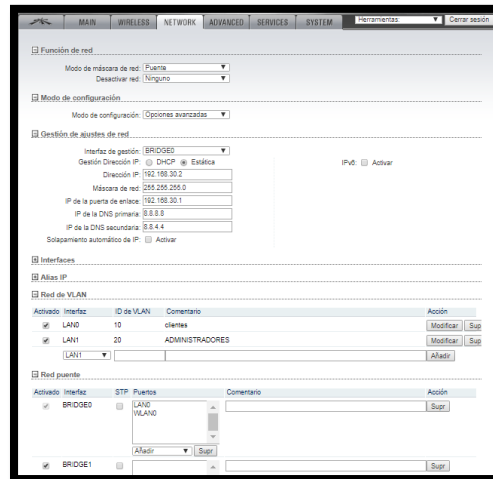 MAIN WIRELESS NETWORK ADVANCED SERVICES SYSTEM Herramientas: Cerrar sesión
Función de red
Modo de máscara de red: Puente
Desactivar red: Ninguno
Modo de configuración
Modo de configuración: Opciones avanzadas
Gestión de ajustes de red
Interfaz de gestión: BRIDGE0
Gestión Dirección IP: DHCP Estática IPv6: Activar
Dirección IP: 192.168.30.2
Máscara de red: 255.255.255.0
IP de la puerta de enlace: 192.168.30.1
IP de la DNS primaria: 8.8.8.8
IP de la DNS secundaria: 8.8.4.4
Solapamiento automático de IP: Activar
Interfaces
Alias IP
Red de VLAN
Activado Interfaz ID de VLAN Comentario Acción
LAN0 10 clientes Modificar Sup
LAN1 20 ADMINISTRADORES Modificar Sup
LAN1 Añadir
Red puente
Activado Interfaz STP Puertos Comentario Acción
BRIDGE0 LAN0 Supr
WLAN0
Añadir Supr
BRIDGE1 Supr